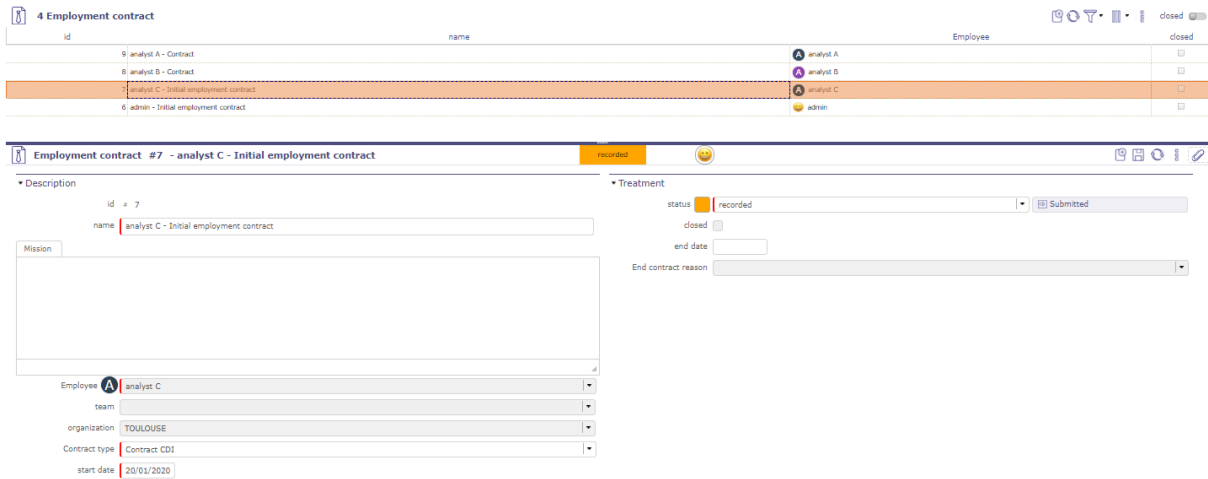 4 Employment contract
closed
id name Employee closed
9 analyst A - Contract A analyst A
8 analyst B - Contract A analyst B
7 analyst C - Initial employment contract A analyst C
6 admin - Initial employment contract admin
Employment contract #7 - analyst C - Initial employment contract recorded
Description
Treatment
id # 7
status recorded Submitted
name analyst C - Initial employment contract
closed
Mission
end date
End contract reason
Employee A analyst C
team
organization TOULOUSE
Contract type Contract CDI
start date 20/01/2020